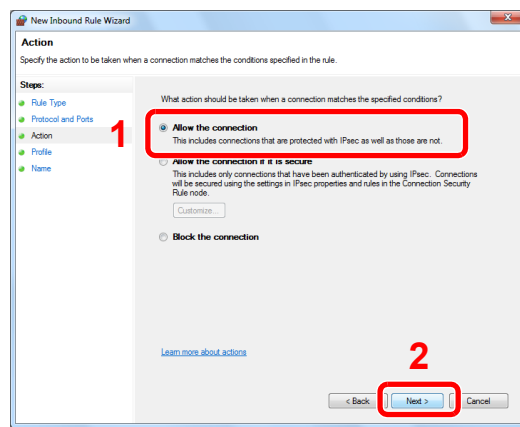 New Inbound Rule Wizard
Action
Specify the action to be taken when a connection matches the conditions specified in the rule.
Steps:
Rule Type
Protocol and Ports
Action
Profile
Name
1
What action should be taken when a connection matches the specified conditions?
Allow the connection
This includes connections that are protected with IPsec as well as those are not.
Allow the connection if it is secure
This includes only connections that have been authenticated by using IPsec. Connections
will be secured using the settings in IPsec properties and rules in the Connection Security
Rule node.
Customize...
Block the connection
Learn more about actions
2
< Back
Next >
Cancel